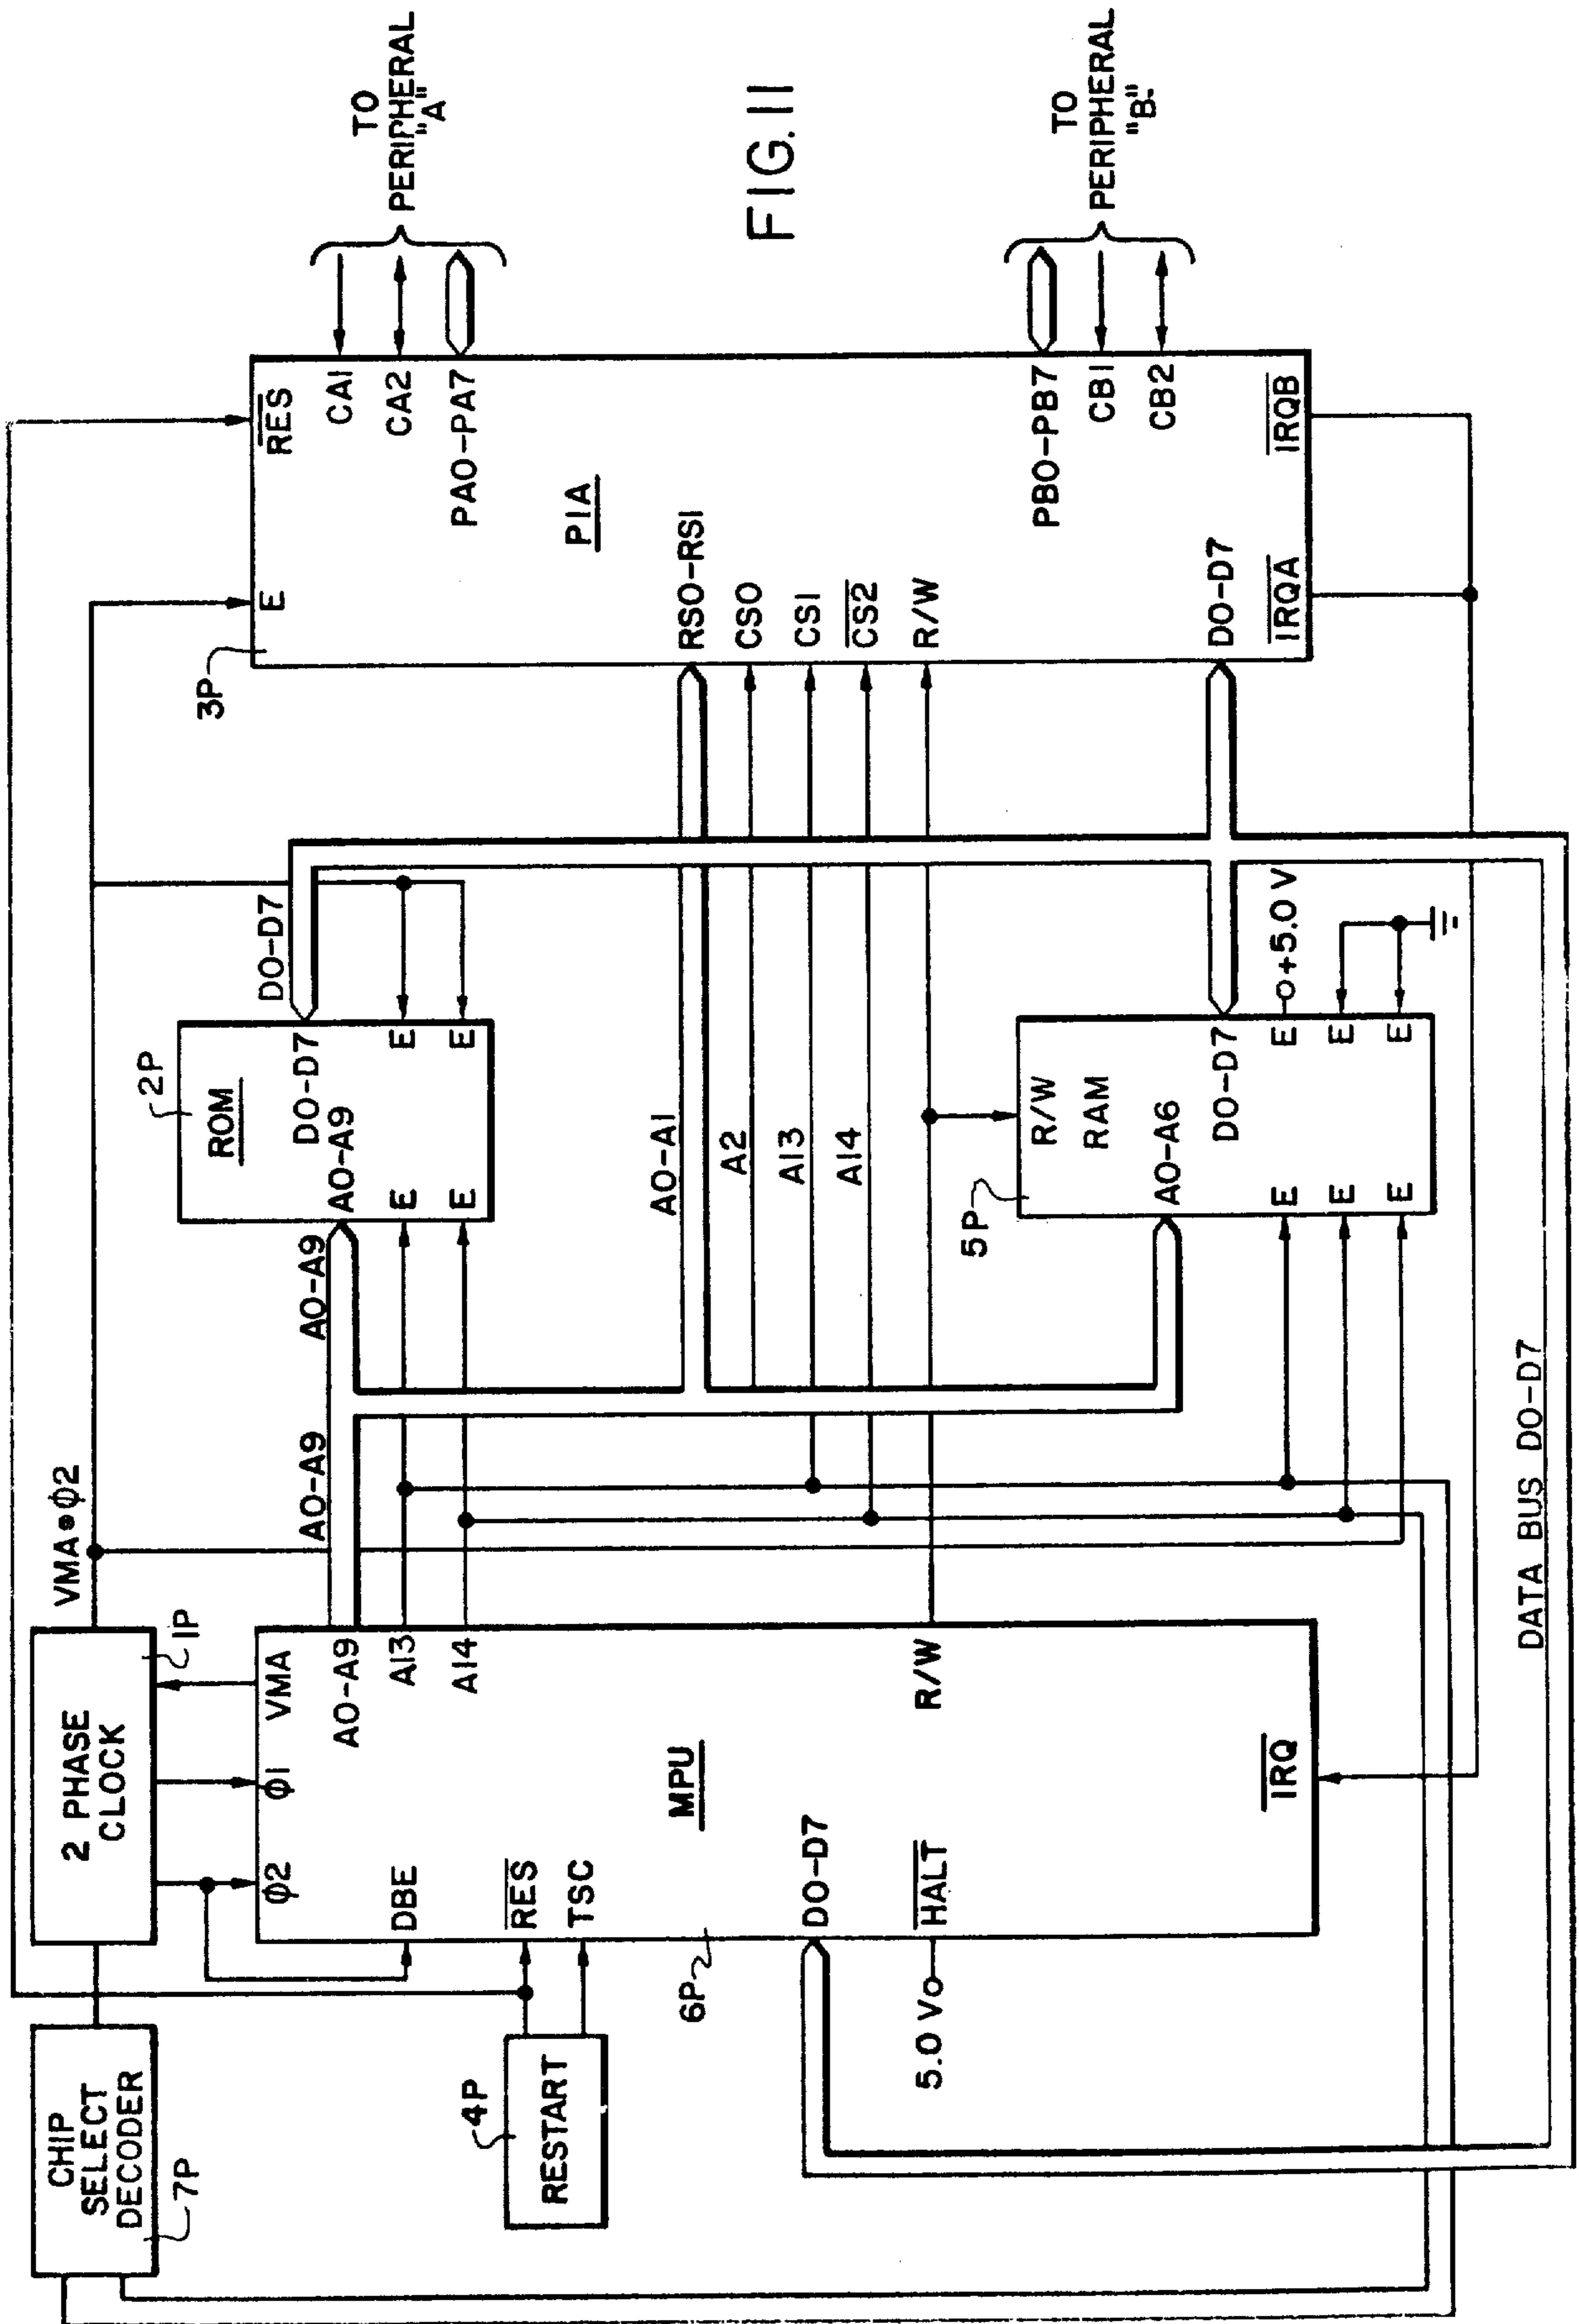 CHIP
SELECT
DECODER
7P
2 PHASE
CLOCK
1P
VMA•ϕ2
4P
RESTART
ϕ2
ϕ1
VMA
A0-A9
A13
A14
DBE
RES
TSC
MPU
6P
D0-D7
HALT
5.0 V
R/W
IRQ
A0-A9
A0-A9
2P
ROM
D0-D7
A0-A9
E
E
E
E
D0-D7
A0-A1
A2
A13
A14
5P
R/W
RAM
A0-A6
D0-D7
E
E
E
E
E
E
+5.0 V
DATA BUS D0-D7
3P
E
RES
CA1
CA2
PA0-PA7
PIA
RS0-RS1
CS0
CS1
CS2
R/W
PB0-PB7
CB1
CB2
D0-D7
IRQA
IRQB
TO
PERIPHERAL
"A"
TO
PERIPHERAL
"B"
FIG. 11